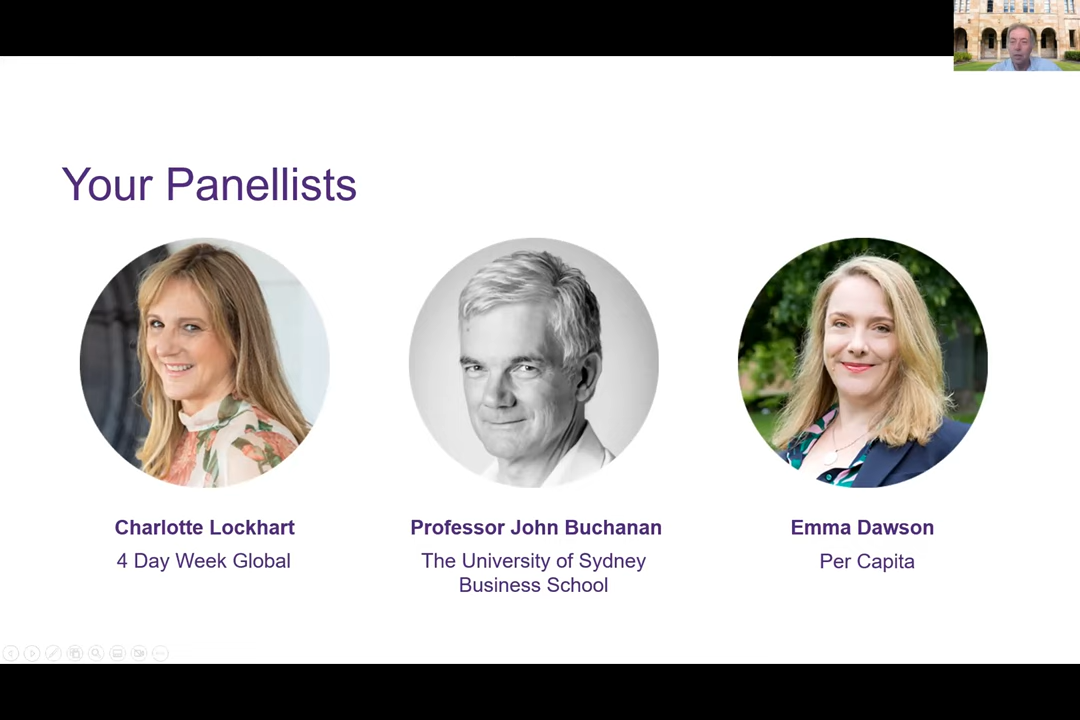 Your Panellists
Charlotte Lockhart
4 Day Week Global
Professor John Buchanan
The University of Sydney
Business School
Emma Dawson
Per Capita